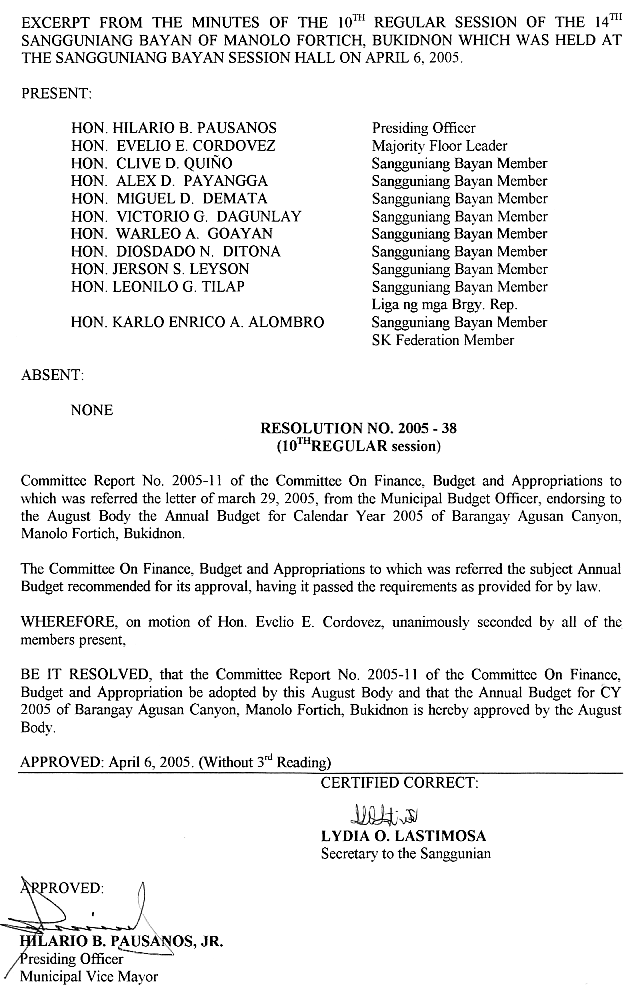 EXCERPT FROM THE MINUTES OF THE 10TH REGULAR SESSION OF THE 14TH
SANGGUNIANG BAYAN OF MANOLO FORTICH, BUKIDNON WHICH WAS HELD AT
THE SANGGUNIANG BAYAN SESSION HALL ON APRIL 6, 2005.
PRESENT:
HON. HILARIO B. PAUSANOS Presiding Officer
HON. EVELIO E. CORDOVEZ Majority Floor Leader
HON. CLIVE D. QUIÑO Sangguniang Bayan Member
HON. ALEX D. PAYANGGA Sangguniang Bayan Member
HON. MIGUEL D. DEMATA Sangguniang Bayan Member
HON. VICTORIO G. DAGUNLAY Sangguniang Bayan Member
HON. WARLEO A. GOAYAN Sangguniang Bayan Member
HON. DIOSDADO N. DITONA Sangguniang Bayan Member
HON. JERSON S. LEYSON Sangguniang Bayan Member
HON. LEONILO G. TILAP Sangguniang Bayan Member
Liga ng mga Brgy. Rep.
HON. KARLO ENRICO A. ALOMBRO Sangguniang Bayan Member
SK Federation Member
ABSENT:
NONE
RESOLUTION NO. 2005 - 38
(10THREGULAR session)
Committee Report No. 2005-11 of the Committee On Finance, Budget and Appropriations to
which was referred the letter of march 29, 2005, from the Municipal Budget Officer, endorsing to
the August Body the Annual Budget for Calendar Year 2005 of Barangay Agusan Canyon,
Manolo Fortich, Bukidnon.
The Committee On Finance, Budget and Appropriations to which was referred the subject Annual
Budget recommended for its approval, having it passed the requirements as provided for by law.
WHEREFORE, on motion of Hon. Evelio E. Cordovez, unanimously seconded by all of the
members present,
BE IT RESOLVED, that the Committee Report No. 2005-11 of the Committee On Finance,
Budget and Appropriation be adopted by this August Body and that the Annual Budget for CY
2005 of Barangay Agusan Canyon, Manolo Fortich, Bukidnon is hereby approved by the August
Body.
APPROVED: April 6, 2005. (Without 3rd Reading)
CERTIFIED CORRECT:
LYDIA O. LASTIMOSA
Secretary to the Sanggunian
APPROVED:
HILARIO B. PAUSANOS, JR.
Presiding Officer
Municipal Vice Mayor